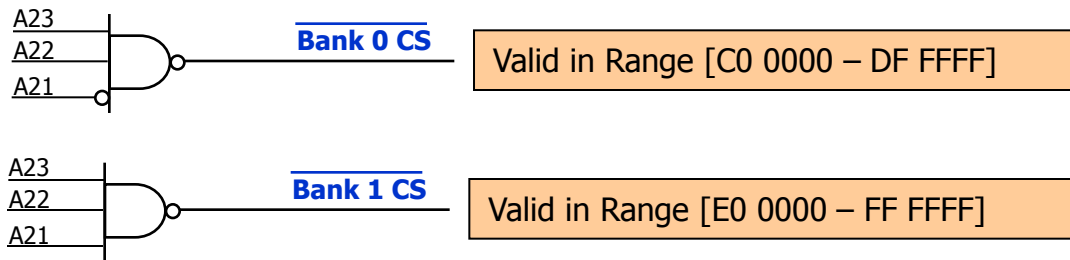 A23
A22
A21
Bank 0 CS
Valid in Range [C0 0000 – DF FFFF]
A23
A22
A21
Bank 1 CS
Valid in Range [E0 0000 – FF FFFF]